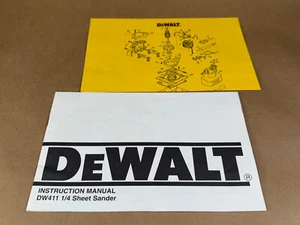 DEWALT
DEWALT®
INSTRUCTION MANUAL
DW411 1/4 Sheet Sander